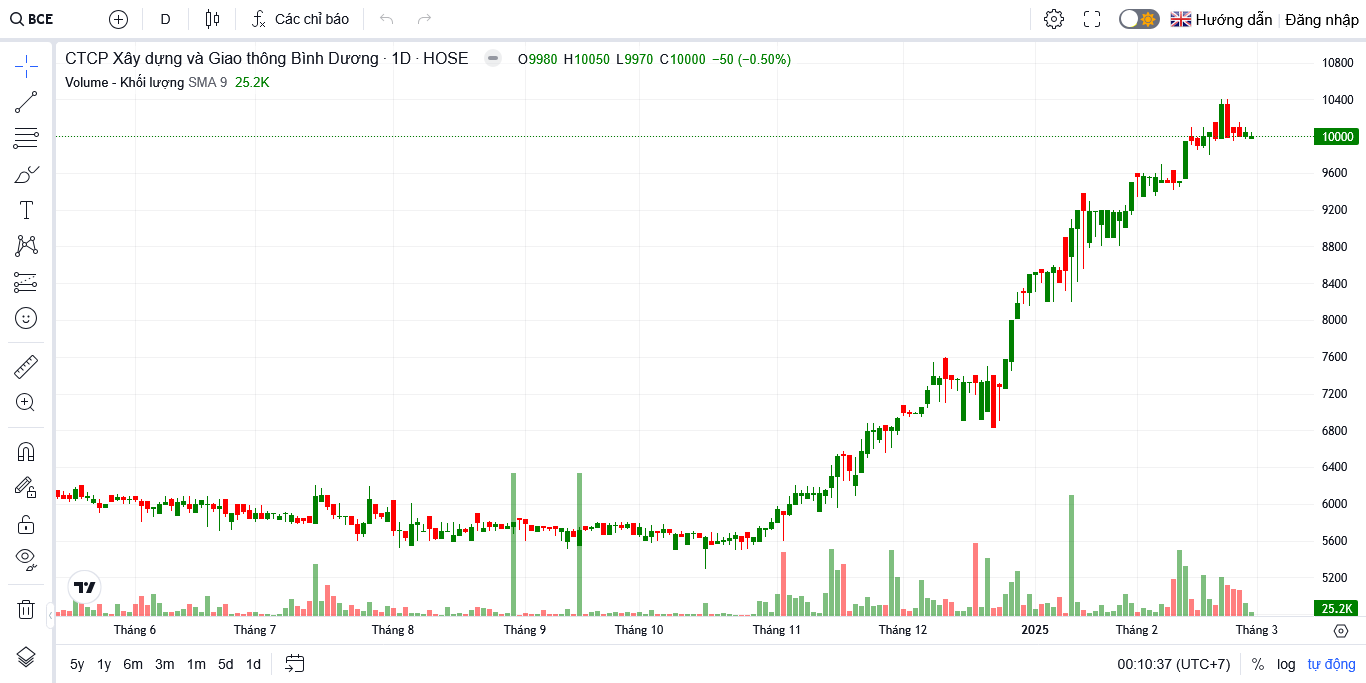 BCE D Các chỉ báo Hướng dẫn Đăng nhập
CTCP Xây dựng và Giao thông Bình Dương · 1D · HOSE O9980 H10050 L9970 C10000 −50 (−0.50%)
Volume - Khối lượng SMA 9 25.2K
10800
10400
10000
9600
9200
8800
8400
8000
7600
7200
6800
6400
6000
5600
5200
25.2K
Tháng 6 Tháng 7 Tháng 8 Tháng 9 Tháng 10 Tháng 11 Tháng 12 2025 Tháng 2 Tháng 3
5y 1y 6m 3m 1m 5d 1d 00:10:37 (UTC+7) % log tự động